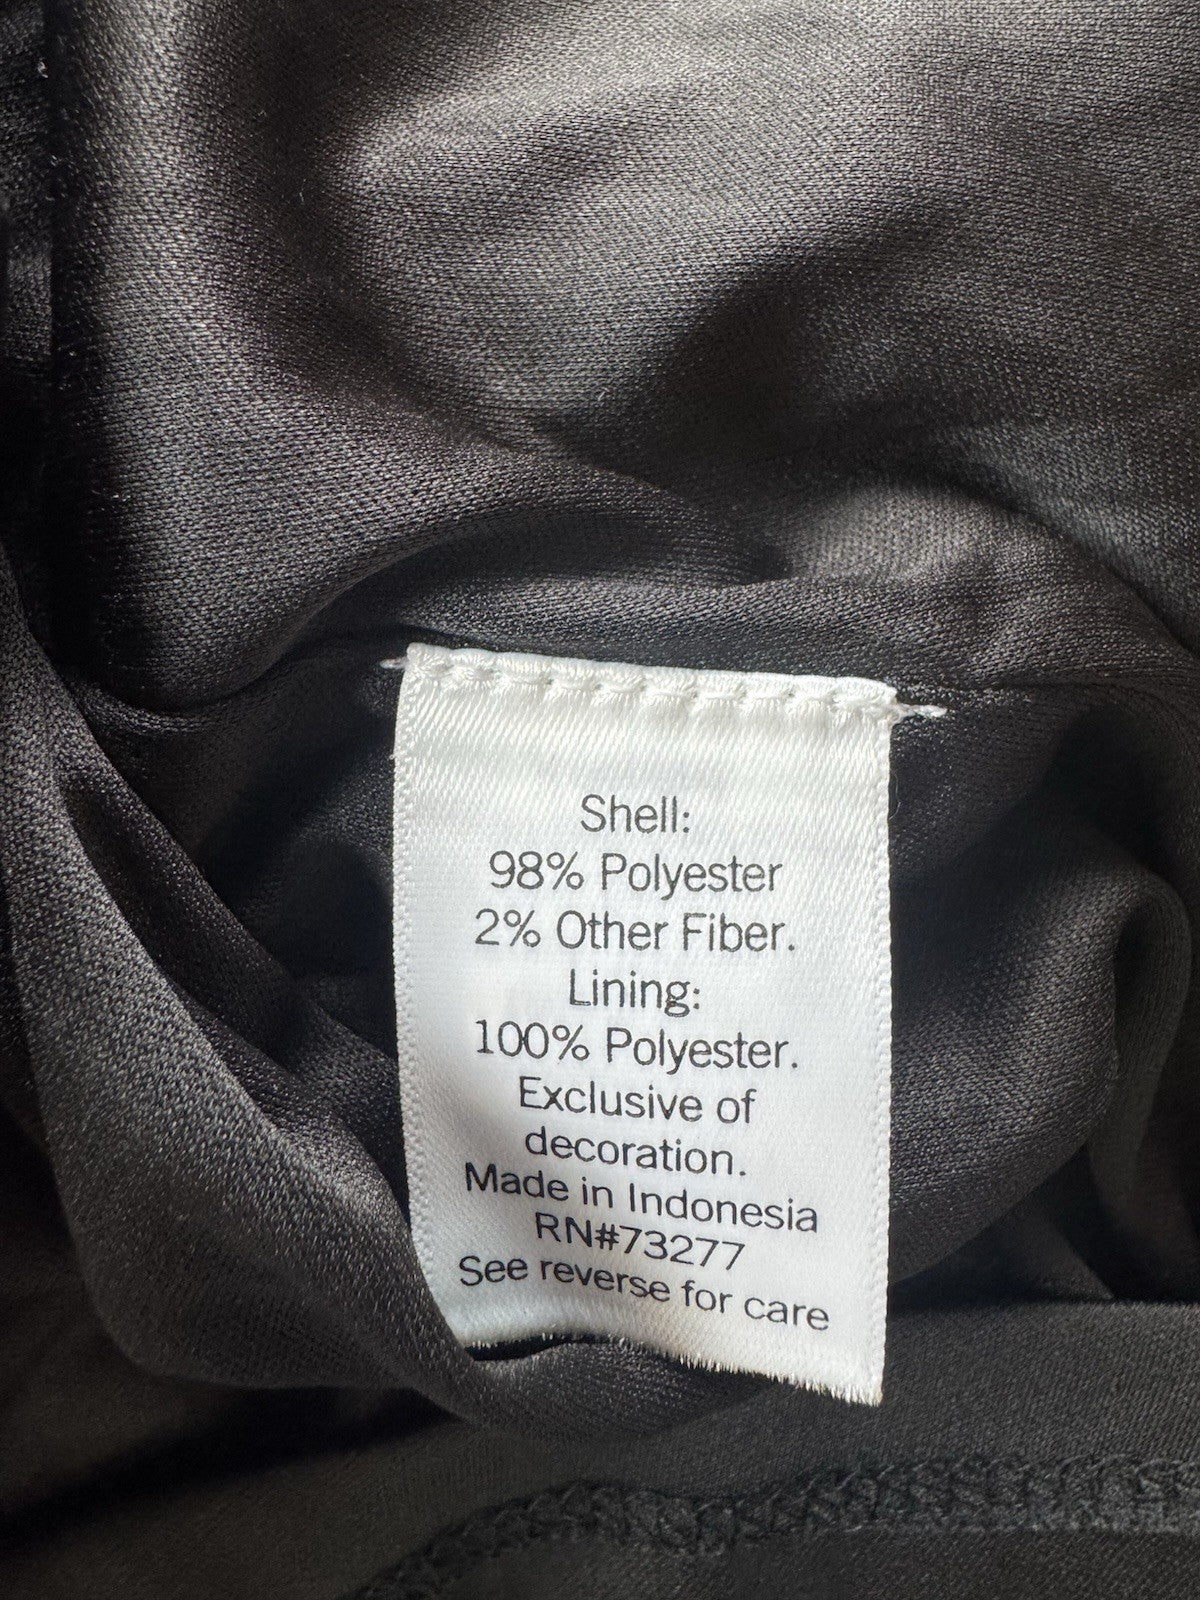 Shell:
98% Polyester
2% Other Fiber.
Lining:
100% Polyester.
Exclusive of
decoration.
Made in Indonesia
RN#73277
See reverse for care